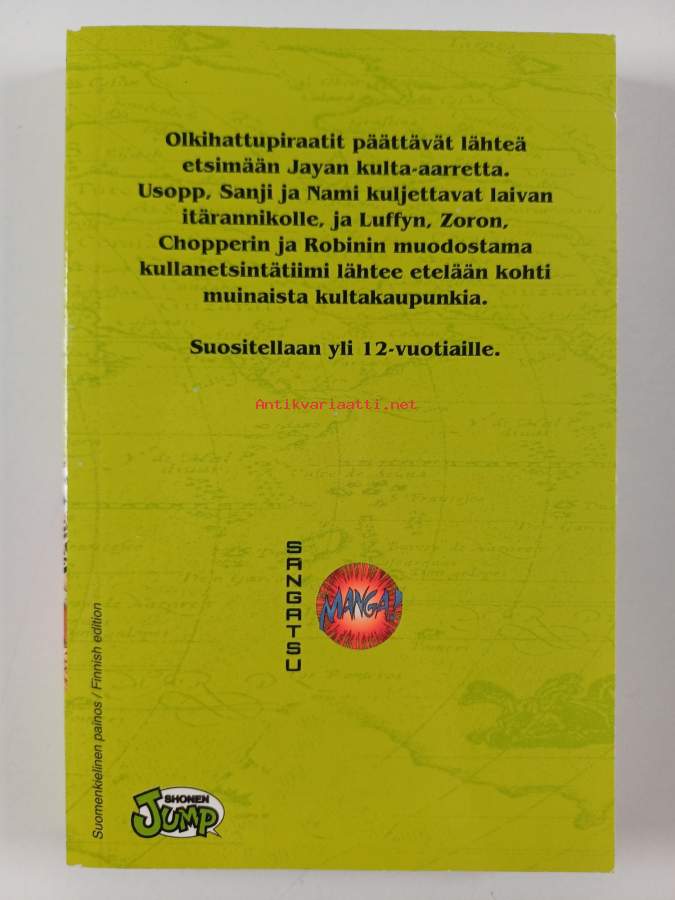 Olkihattupiraatit päättävät lähteä
etsimään Jayan kulta-aarretta.
Usopp, Sanji ja Nami kuljettavat laivan
itärannikolle, ja Luffyn, Zoron,
Chopperin ja Robinin muodostama
kullanetsintätiimi lähtee etelään kohti
muinaista kultakaupunkia.
Suositellaan yli 12-vuotiaille.
Antikvariaatti.net
SANGATSU
MANGA!
Suomenkielinen painos / Finnish edition
SHONEN
JUMP